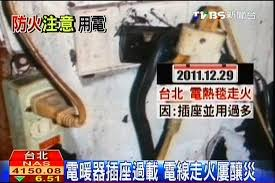 TVBS新聞台
防火注意用電
2011.12.29
台北 電熱毯走火
因:插座並用過多
台北
NAS
4150.08
6.51
電暖器插座過載 電線走火屢釀災